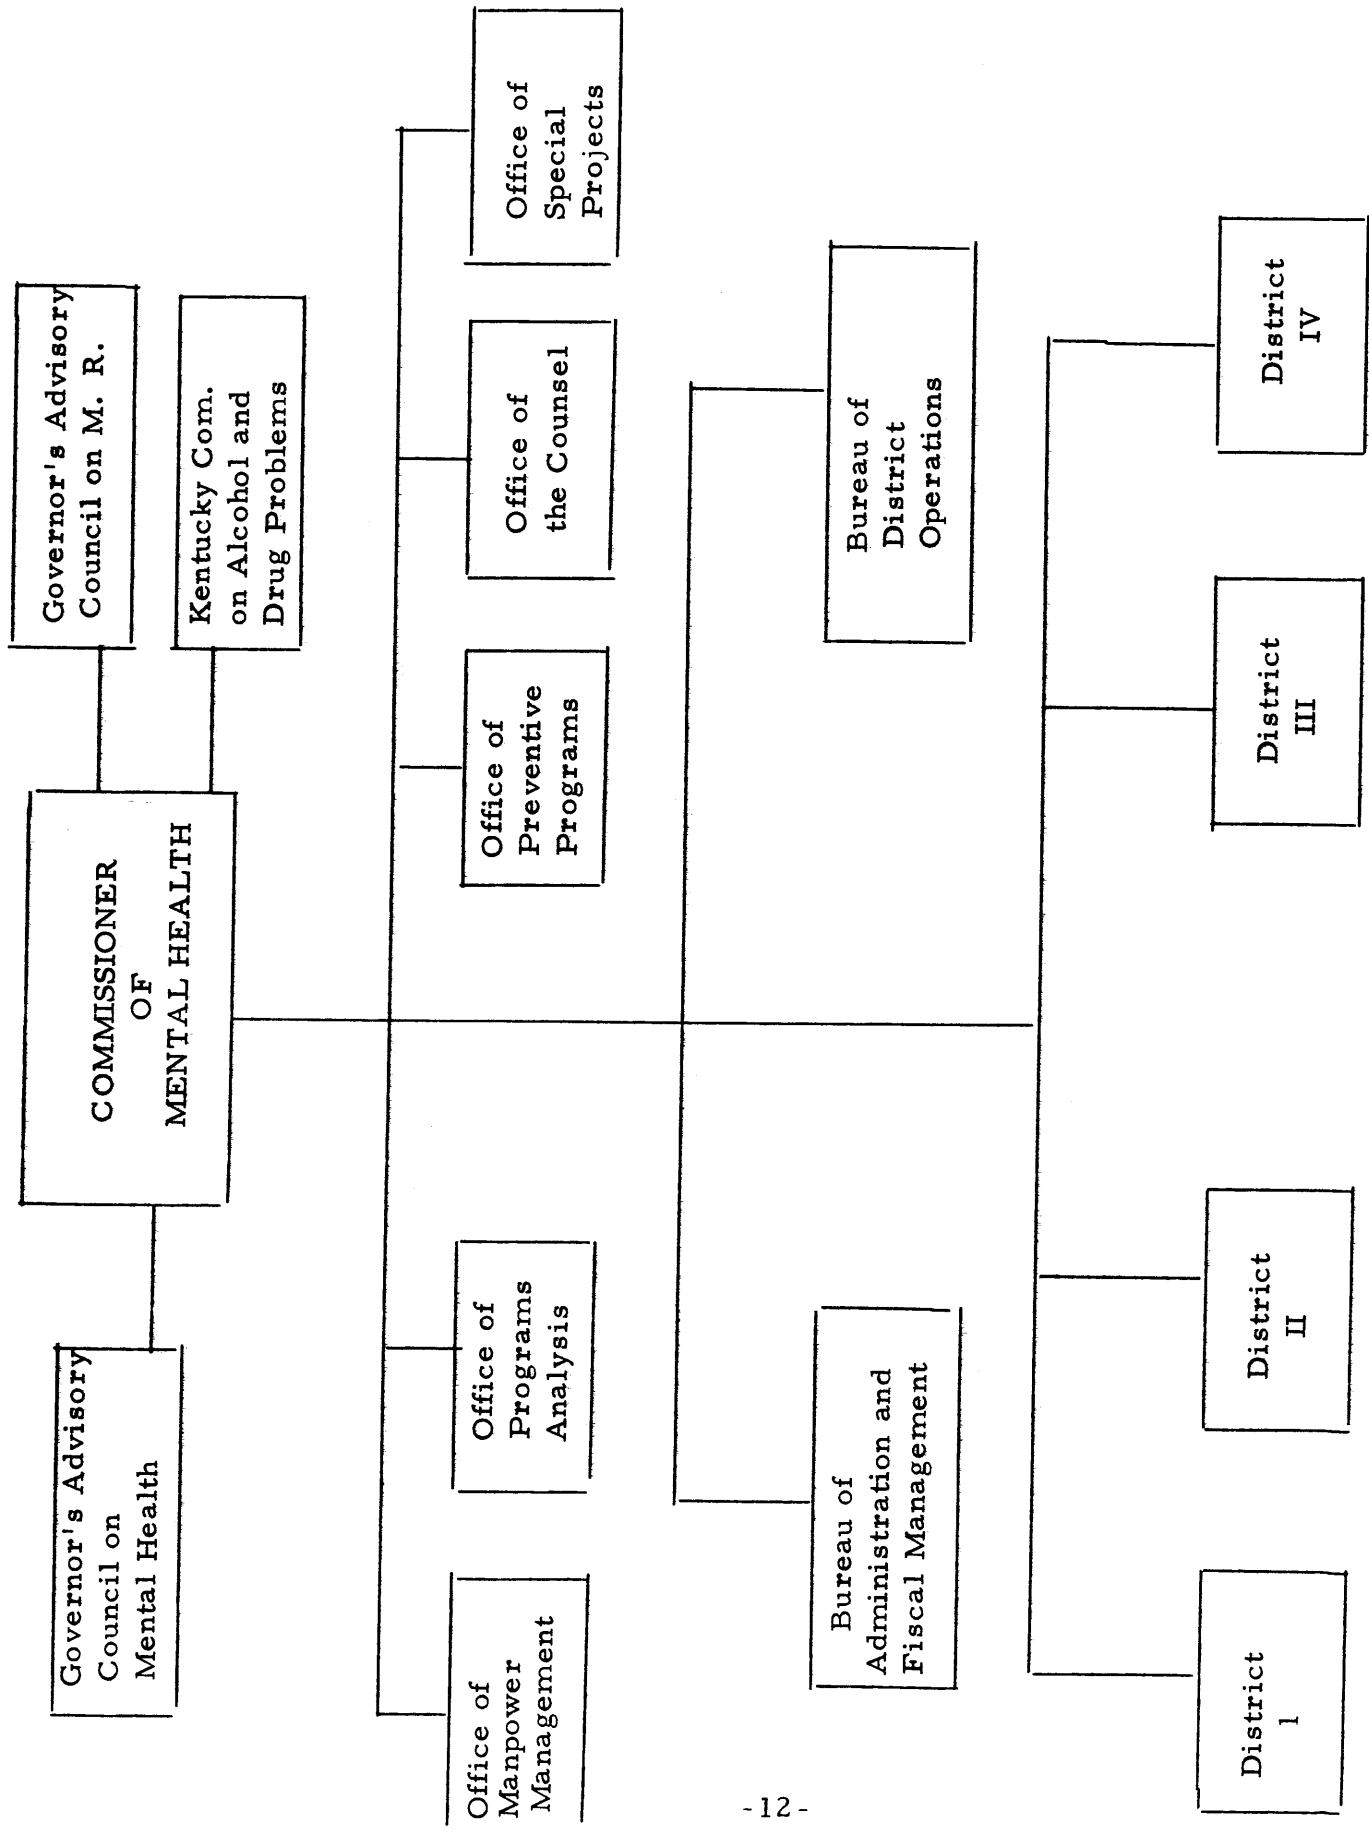 Governor's Advisory
Council on
Mental Health
COMMISSIONER
OF
MENTAL HEALTH
Governor's Advisory
Council on M. R.
Kentucky Com.
on Alcohol and
Drug Problems
Office of
Manpower
Management
Office of
Programs
Analysis
Office of
Preventive
Programs
Office of
the Counsel
Office of
Special
Projects
Bureau of
Administration and
Fiscal Management
Bureau of
District
Operations
District
1
District
II
District
III
District
IV
-12-